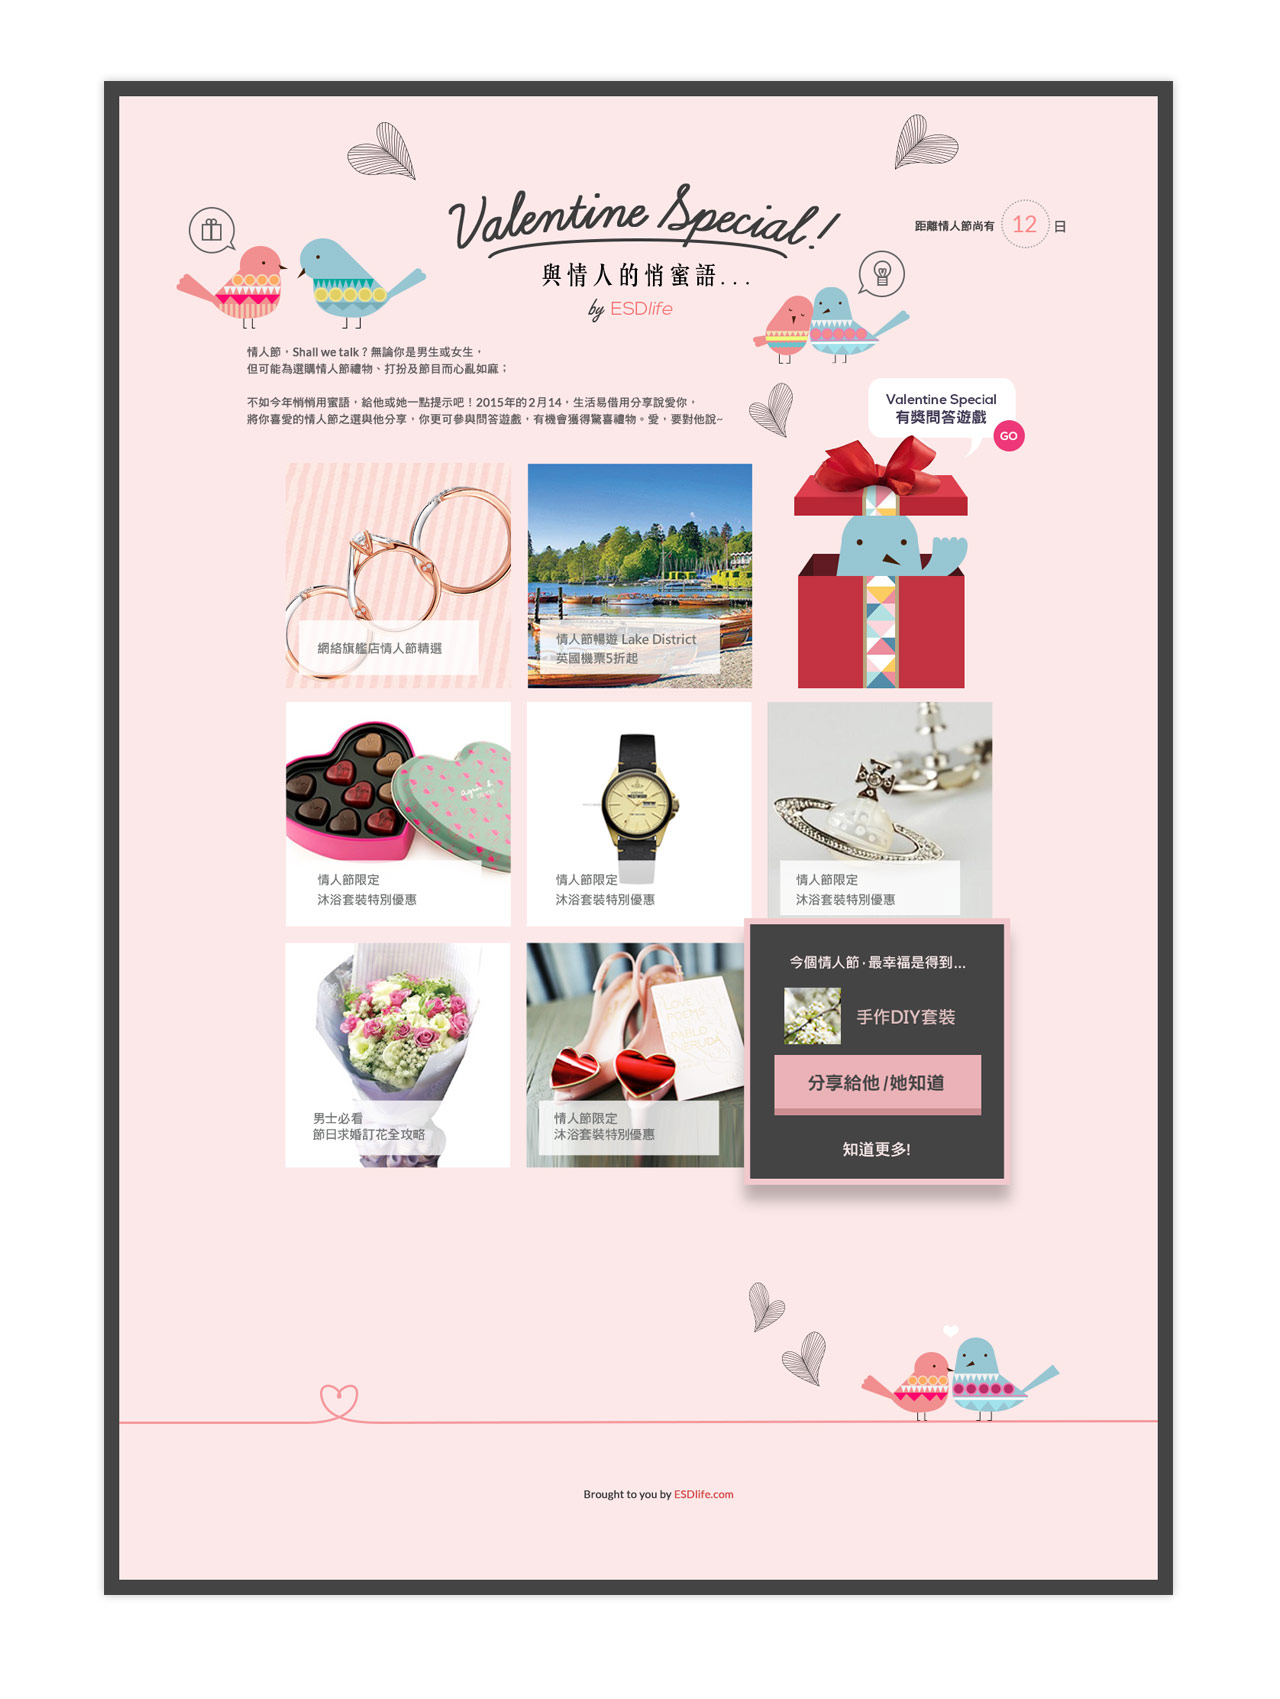 Valentine Special!
與情人的悄蜜語...
by ESDlife
距離情人節尚有 12 日
情人節，Shall we talk？無論你是男生或女生，
但可能為選購情人節禮物、打扮及節目而心亂如麻；
不如今年悄悄用蜜語，給他或她一點提示吧！2015年的2月14，生活易借用分享說愛你，
將你喜愛的情人節之選與他分享，你更可參與問答遊戲，有機會獲得驚喜禮物。愛，要對他說~
Valentine Special
有獎問答遊戲
GO
網絡旗艦店情人節精選
情人節暢遊 Lake District
英國機票5折起
agnès b.
情人節限定
沐浴套裝特別優惠
情人節限定
沐浴套裝特別優惠
情人節限定
沐浴套裝特別優惠
男士必看
節日求婚訂花全攻略
LOVE
POEMS
PABLO
NERUDA
情人節限定
沐浴套裝特別優惠
今個情人節·最幸福是得到...
手作DIY套裝
分享給他/她知道
知道更多!
Brought to you by ESDlife.com